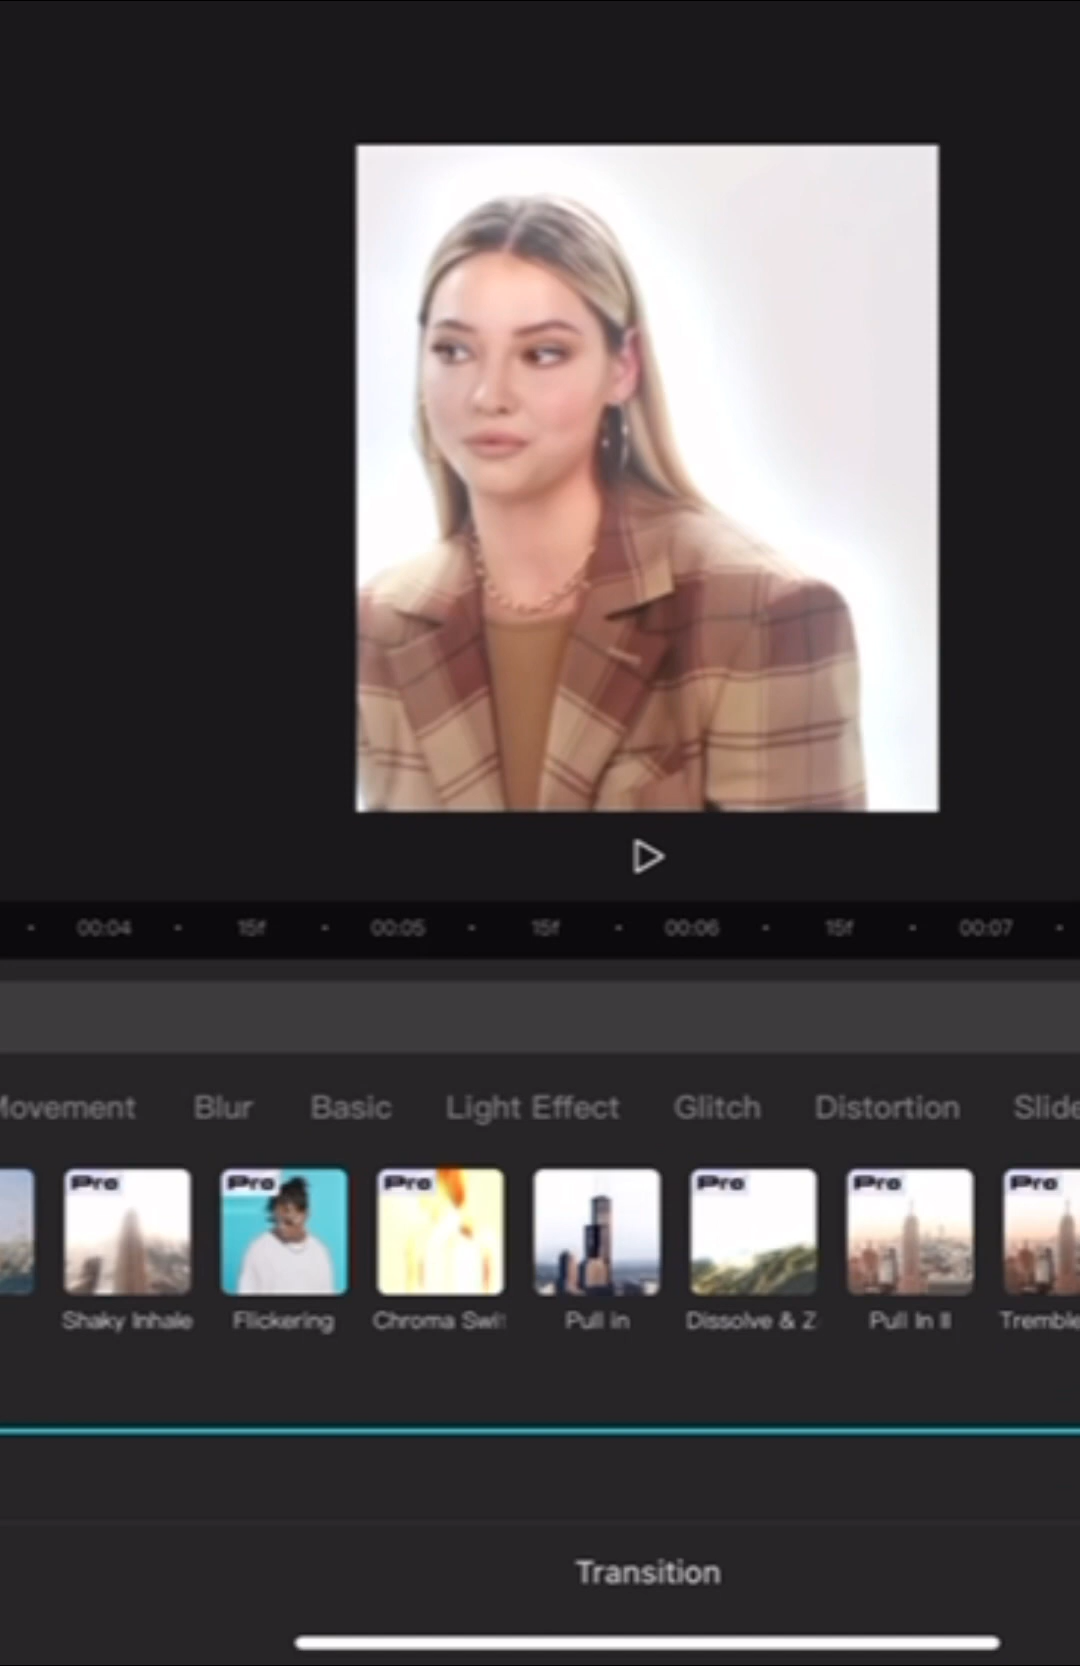 00:04 15f 00:05 15f 00:06 15f 00:07
Movement Blur Basic Light Effect Glitch Distortion Slide
Pro Pro Pro Pro Pro Pro
Shaky Inhale Flickering Chroma Swi Pull in Dissolve & Z Pull In II Tremble
Transition